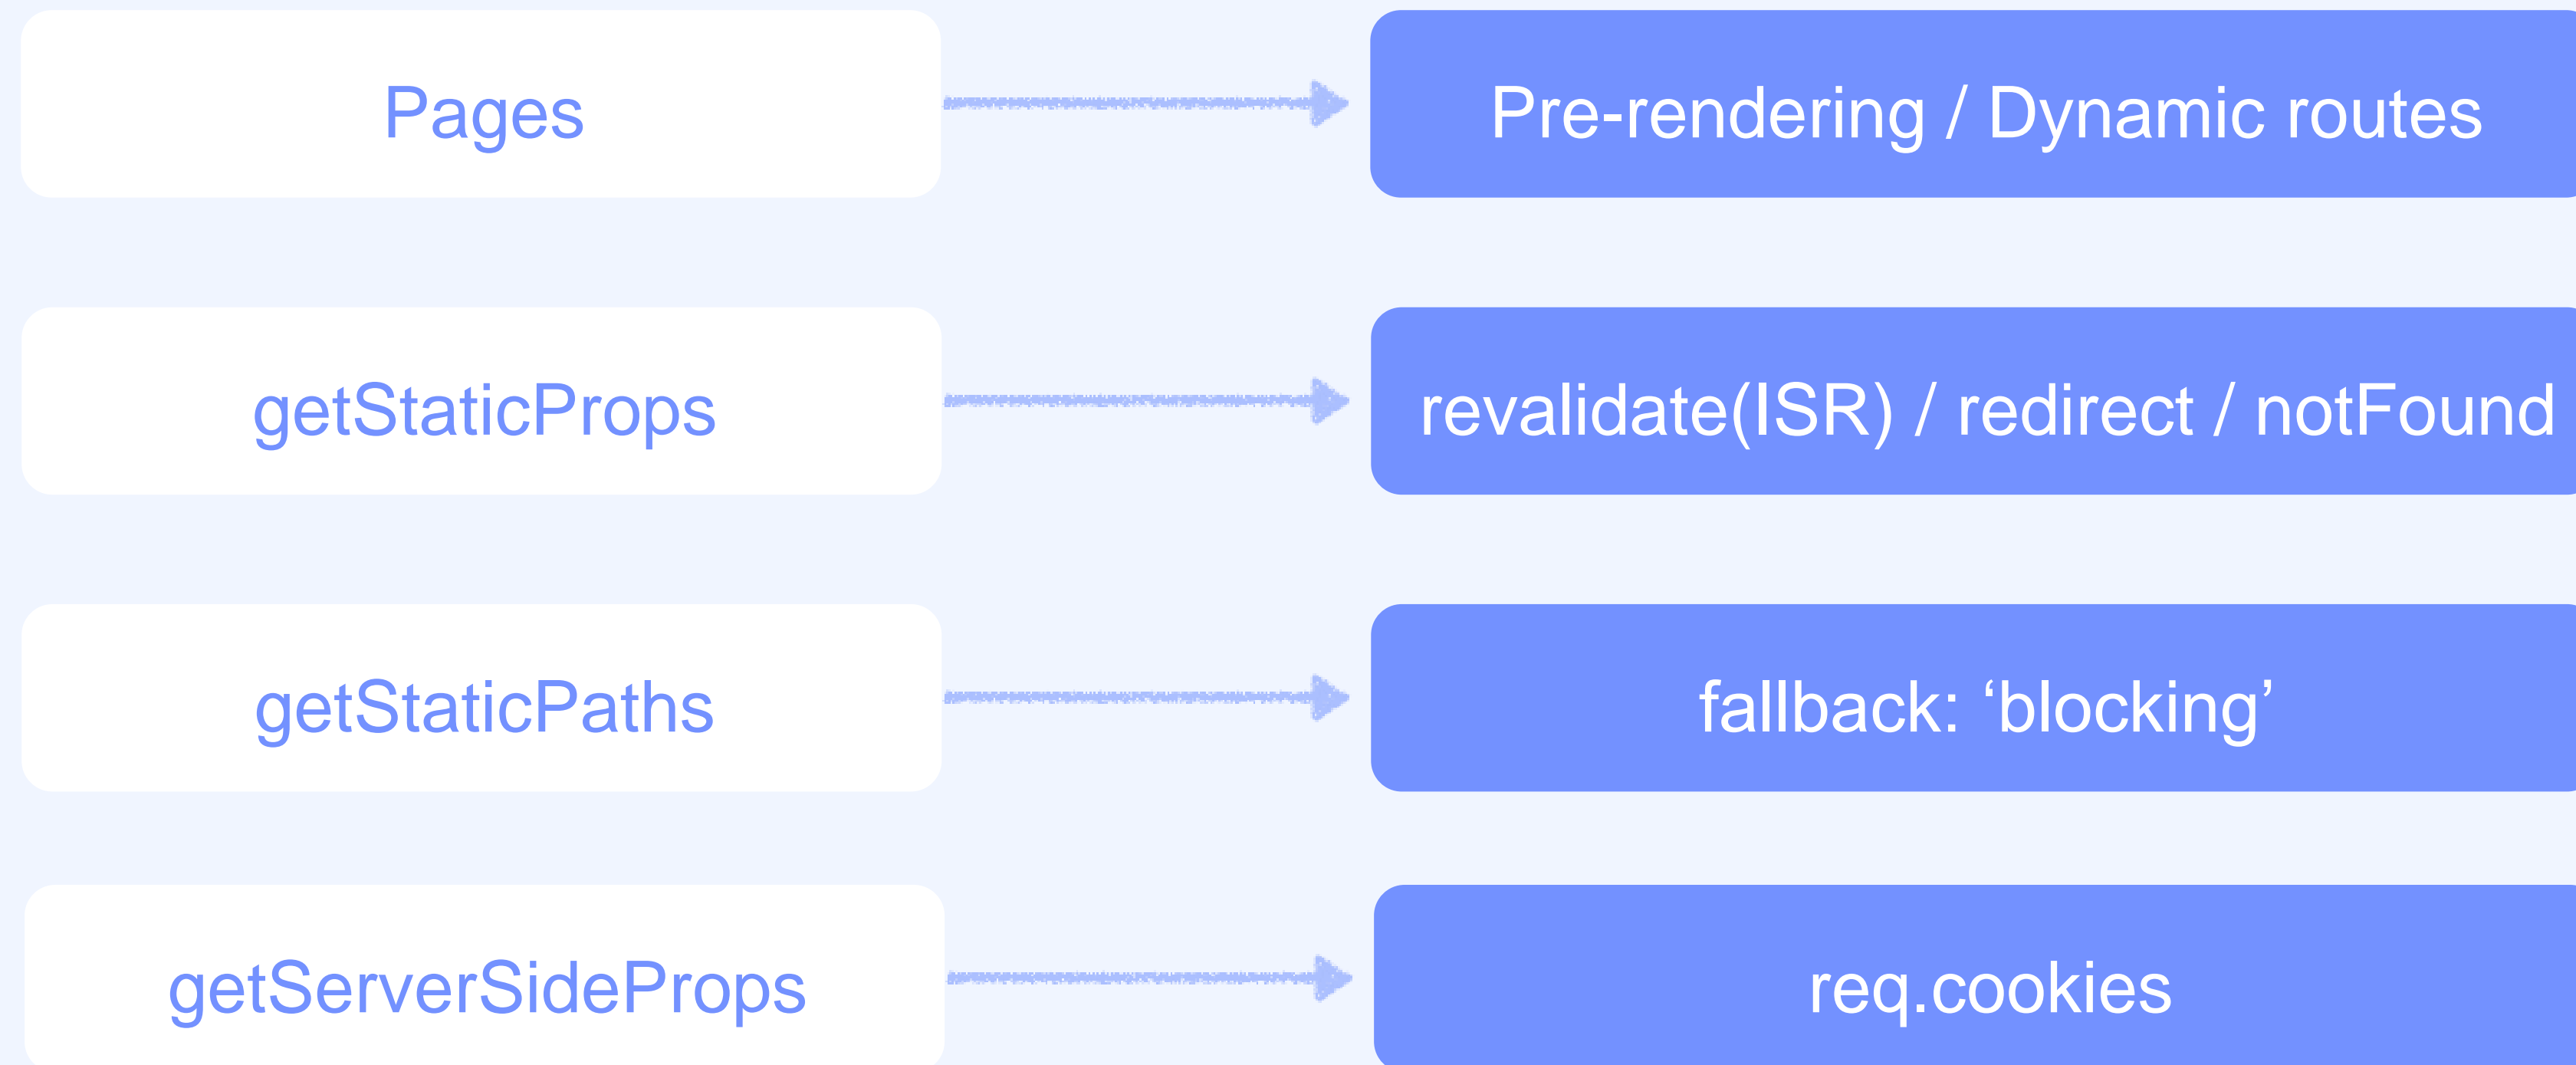 Pages
Pre-rendering / Dynamic routes
getStaticProps
revalidate(ISR) / redirect / notFound
getStaticPaths
fallback: ‘blocking’
getServerSideProps
req.cookies